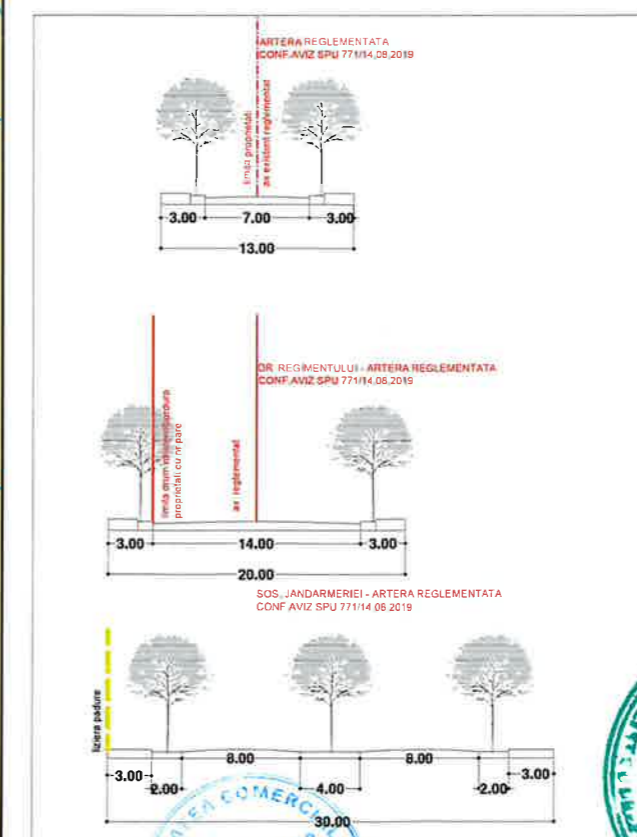 ARTERA REGLEMENTATA
CONF.AVIZ SPU 771/14.08.2019
limita proprietati
ax existent reglementat
3.00 7.00 3.00
13.00
DR. REGIMENTULUI - ARTERA REGLEMENTATA
CONF.AVIZ SPU 771/14.08.2019
limita drum
proprietati cu nr pare
ax reglementat
3.00 14.00 3.00
20.00
SOS. JANDARMERIEI - ARTERA REGLEMENTATA
CONF AVIZ SPU 771/14.08.2019
liziera padure
8.00 8.00
3.00 3.00
2.00 4.00 2.00
30.00